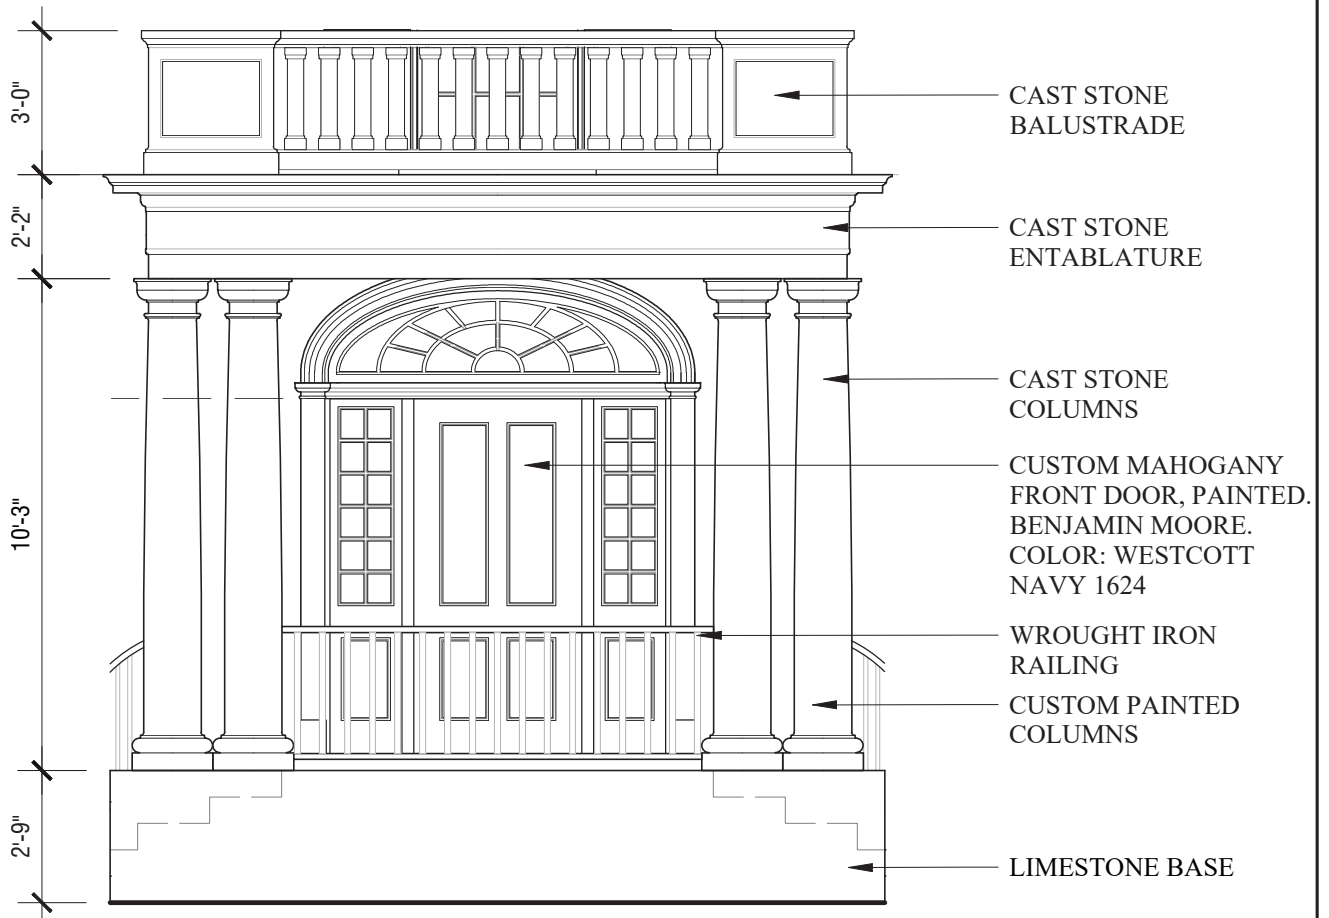 3'-0"
CAST STONE
BALUSTRADE
2'-2"
CAST STONE
ENTABLATURE
10'-3"
CAST STONE
COLUMNS
CUSTOM MAHOGANY
FRONT DOOR, PAINTED.
BENJAMIN MOORE.
COLOR: WESTCOTT
NAVY 1624
WROUGHT IRON
RAILING
CUSTOM PAINTED
COLUMNS
2'-9"
LIMESTONE BASE